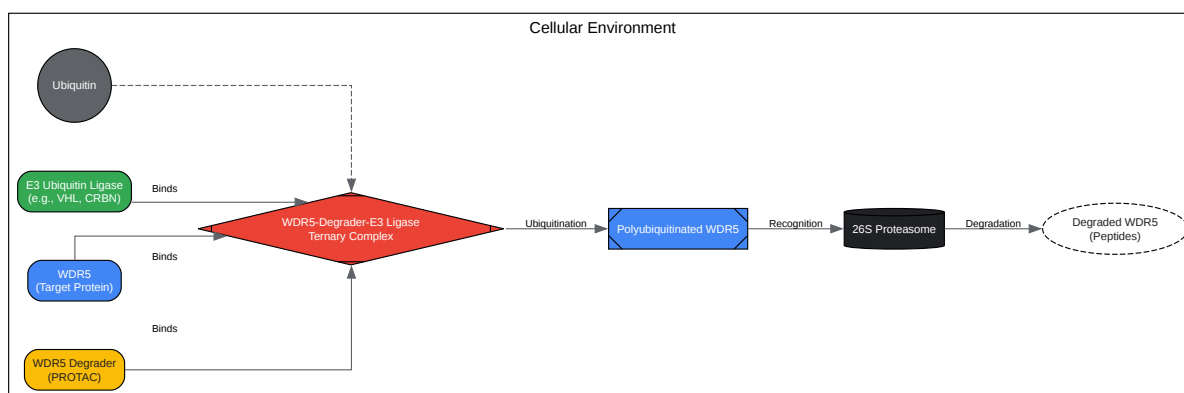 Cellular Environment
Ubiquitin
E3 Ubiquitin Ligase
(e.g., VHL, CRBN)
Binds
WDR5-Degrader-E3 Ligase
Ternary Complex
Ubiquitination
Polyubiquitinated WDR5
Recognition
26S Proteasome
Degradation
Degraded WDR5
(Peptides)
Binds
WDR5
(Target Protein)
Binds
WDR5 Degrader
(PROTAC)